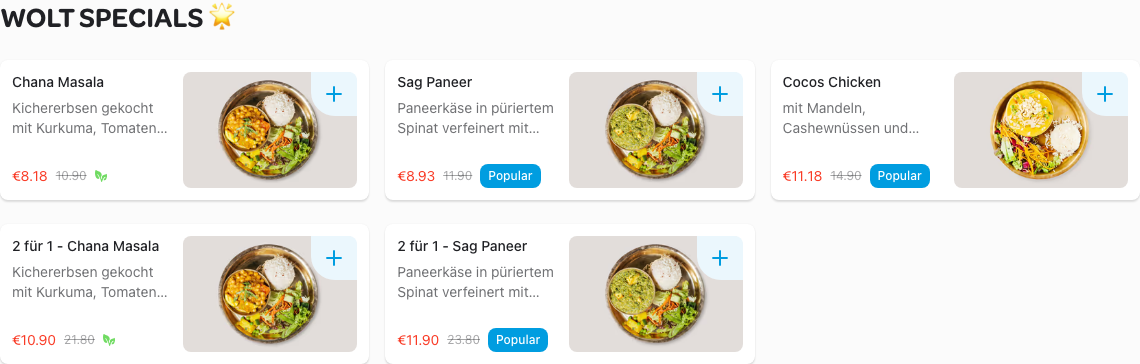 WOLT SPECIALS 🌟
Chana Masala
Kichererbsen gekocht
mit Kurkuma, Tomaten...
€8.18 10.90
Sag Paneer
Paneerkäse in püriertem
Spinat verfeinert mit...
€8.93 11.90 Popular
Cocos Chicken
mit Mandeln,
Cashewnüssen und...
€11.18 14.90 Popular
2 für 1 - Chana Masala
Kichererbsen gekocht
mit Kurkuma, Tomaten...
€10.90 21.80
2 für 1 - Sag Paneer
Paneerkäse in püriertem
Spinat verfeinert mit...
€11.90 23.80 Popular